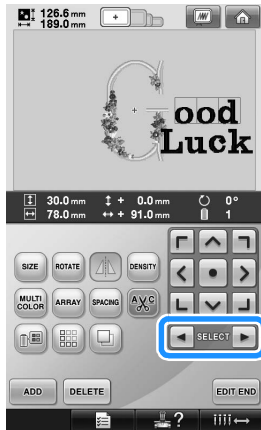 126.6 mm
189.0 mm
Good
Luck
30.0 mm + 0.0 mm 0°
78.0 mm + 91.0 mm 1
SIZE ROTATE DENSITY
MULTI COLOR ARRAY SPACING A C
SELECT
ADD DELETE EDIT END
?